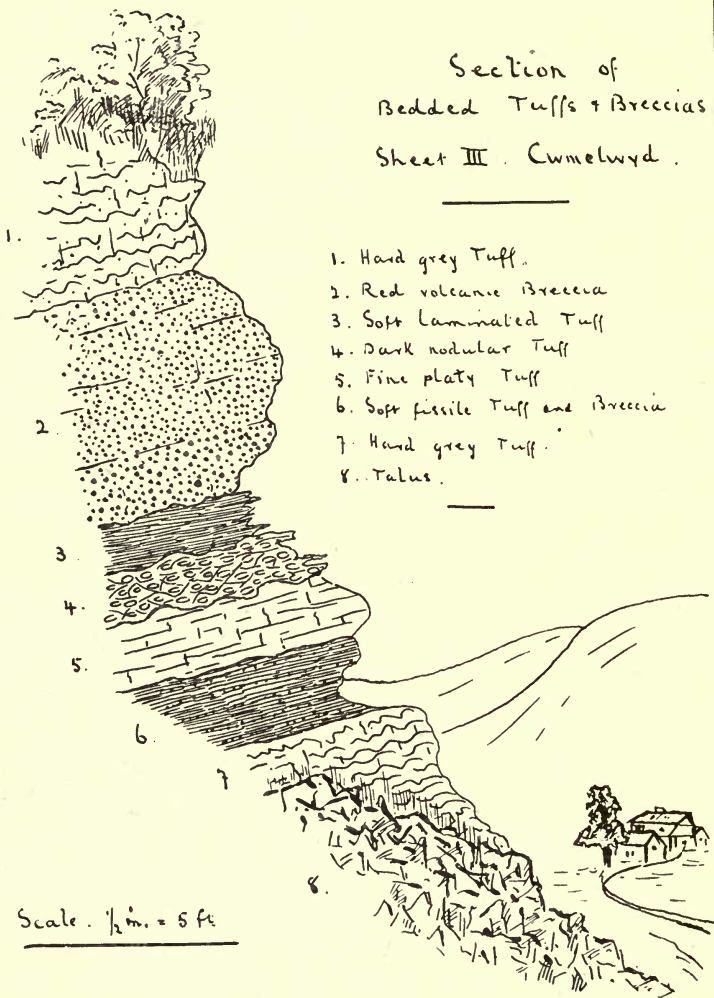 Section of
Bedded Tuffs & Breccias
Sheet III. Cwmelwyd.
1. Hard grey Tuff.
2. Red volcanic Breccia
3. Soft laminated Tuff
4. Dark nodular Tuff
5. Fine platy Tuff
6. Soft fissile Tuff and Breccia
7. Hard grey Tuff.
8. Talus.
1.
2.
3.
4.
5.
6.
7
8.
Scale. ½ in. = 5 ft